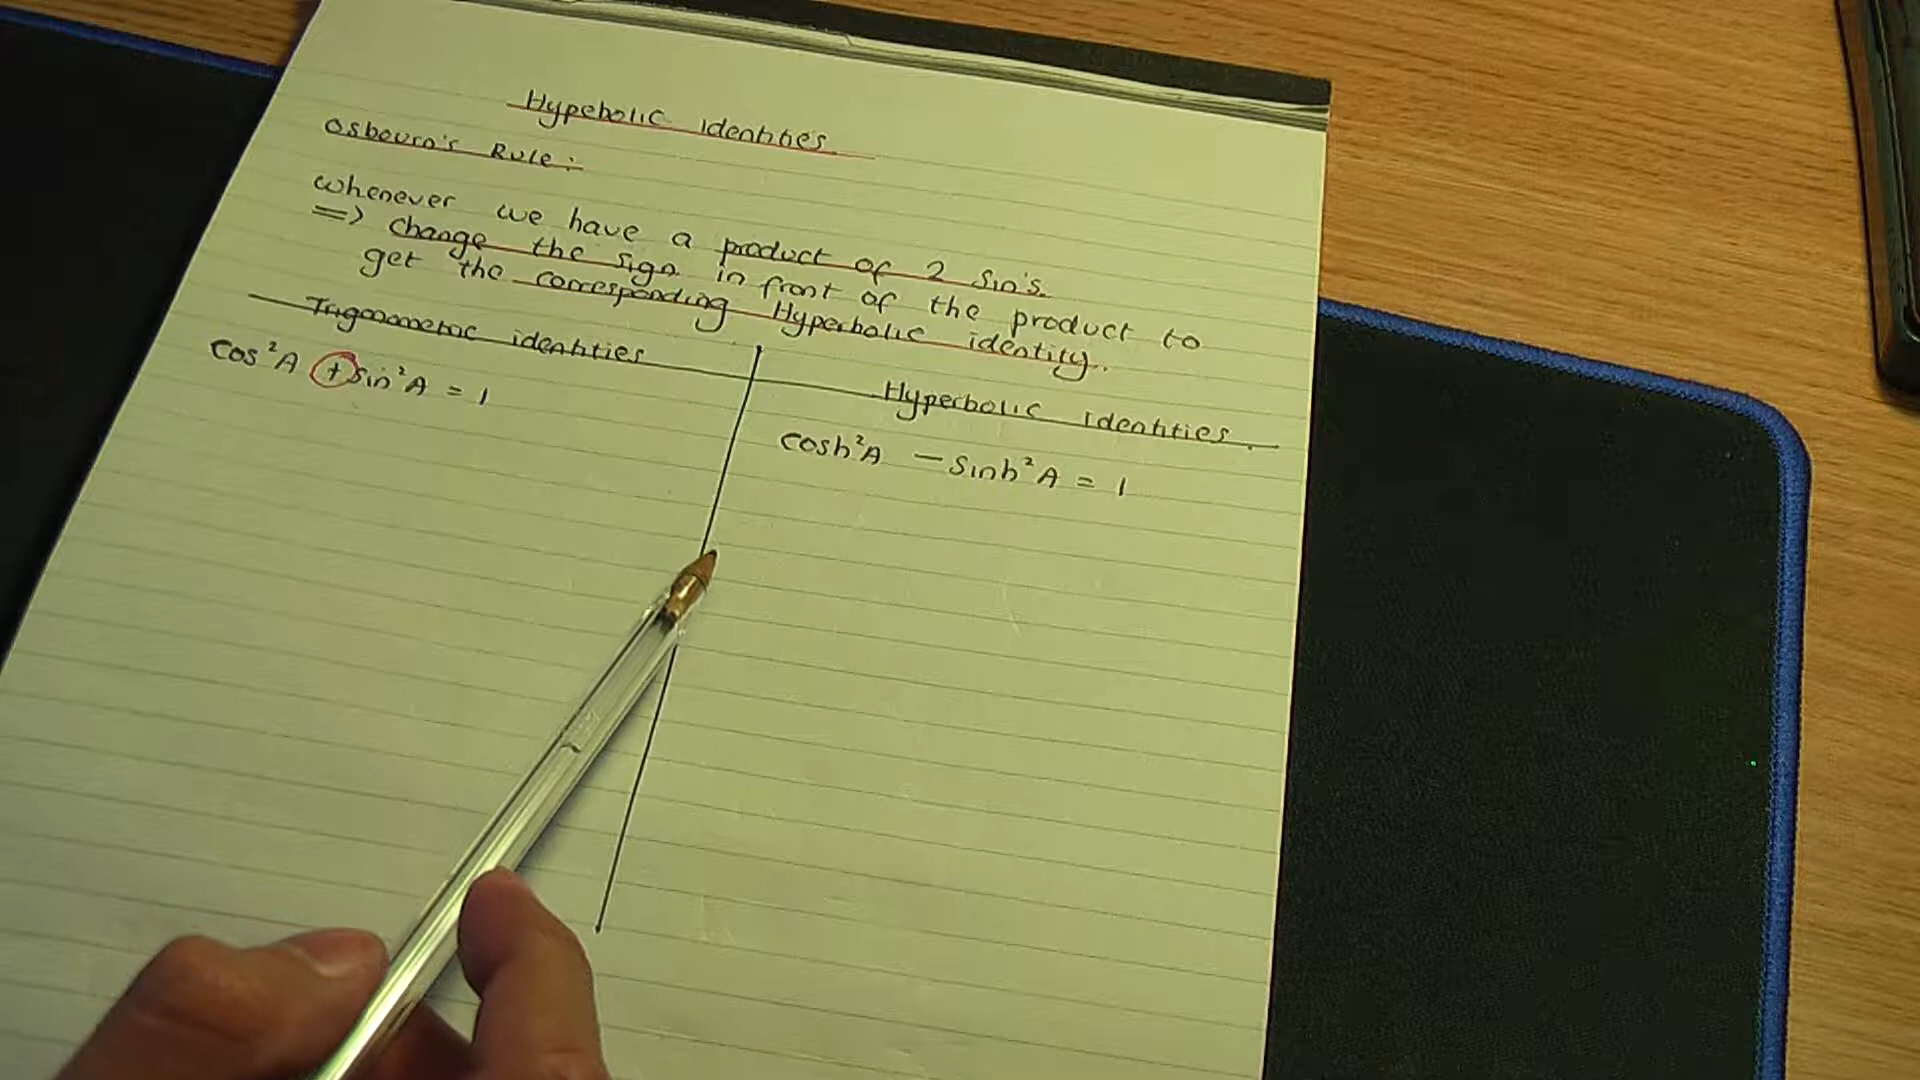 Hypebolic identities
Osbourn's Rule:
Whenever we have a product of 2 Sin's.
=> change the sign in front of the product to
get the corresponding Hyperbolic identity.
Trigonometric identities
Hyperbolic identities.
cos²A + sin²A = 1
cosh²A - sinh²A = 1